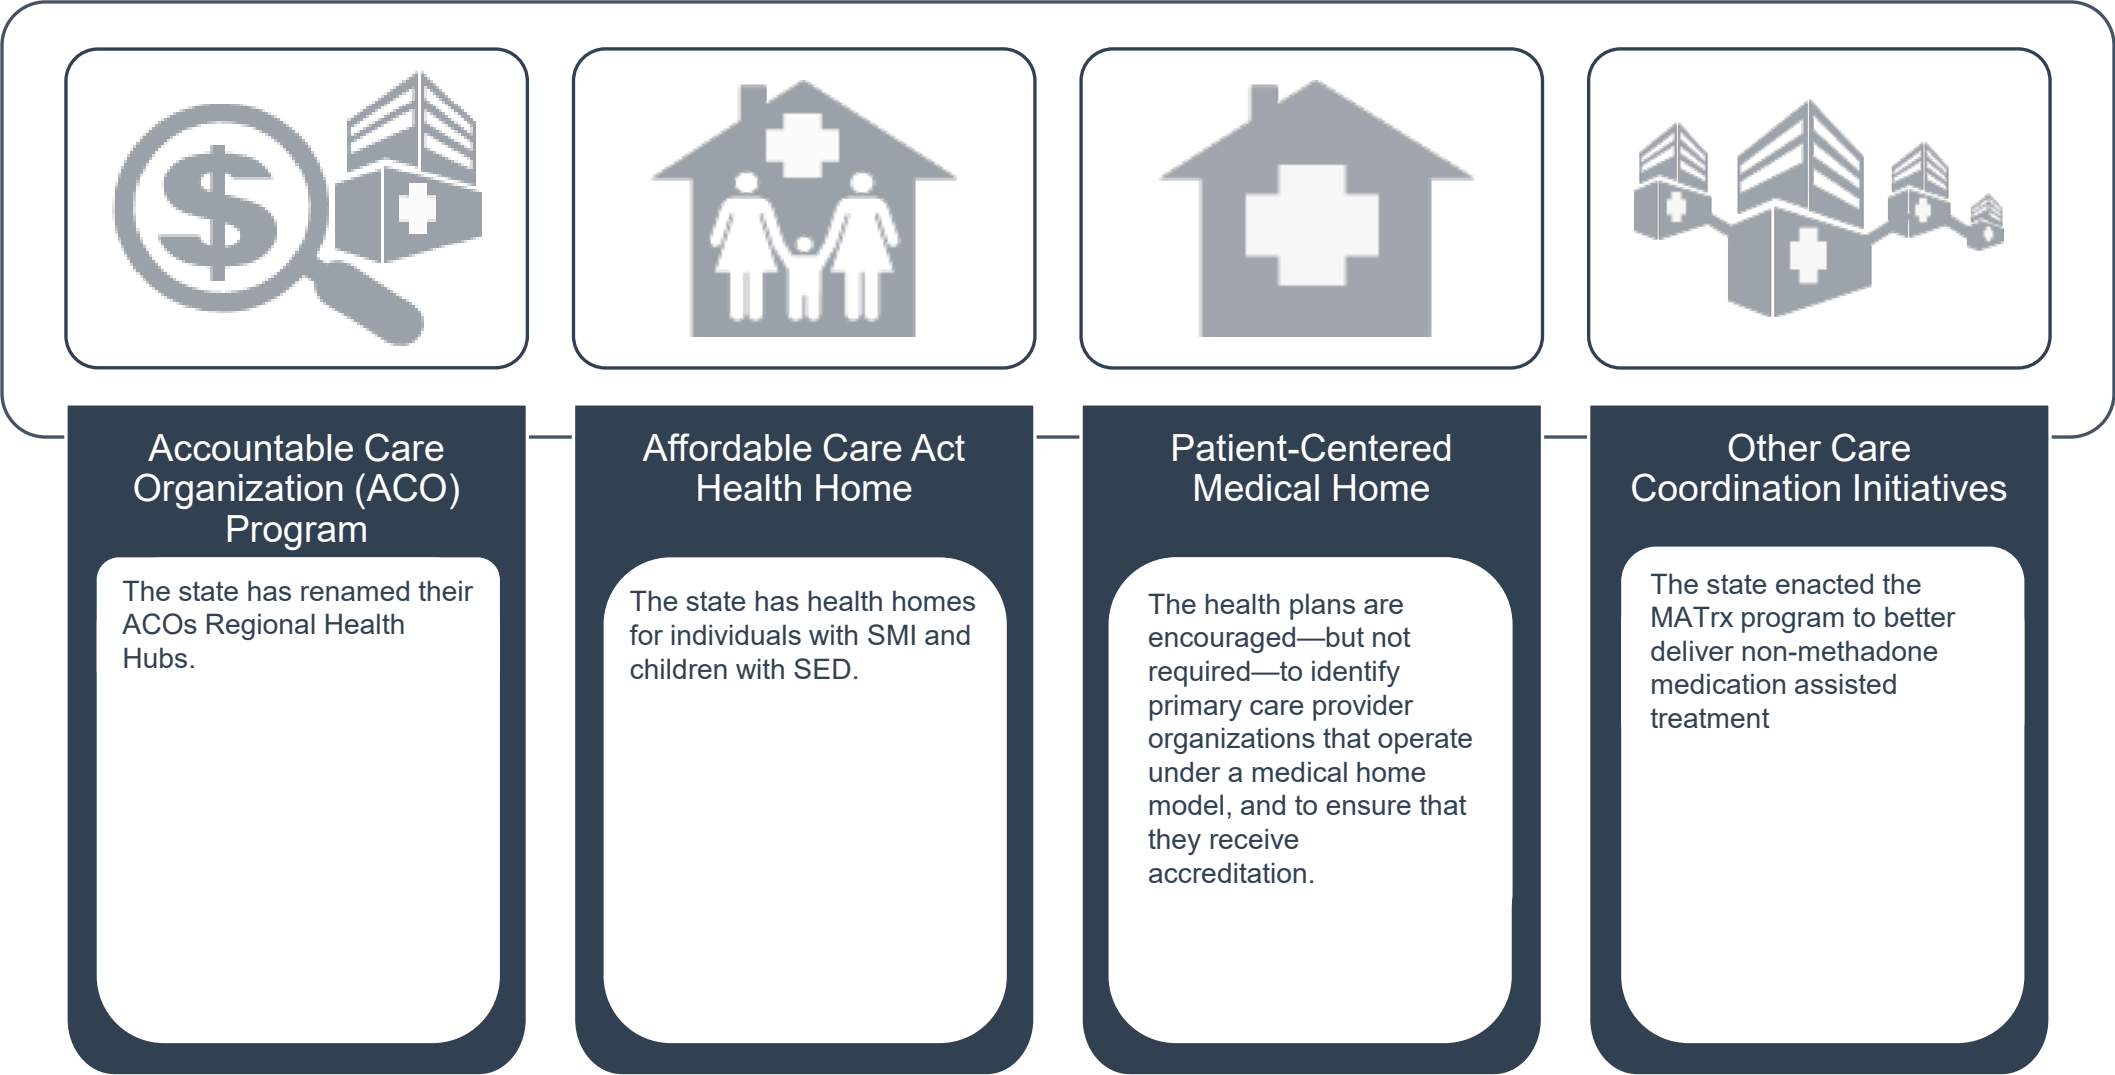 $
Accountable Care
Organization (ACO)
Program
The state has renamed their
ACOs Regional Health
Hubs.
Affordable Care Act
Health Home
The state has health homes
for individuals with SMI and
children with SED.
Patient-Centered
Medical Home
The health plans are
encouraged—but not
required—to identify
primary care provider
organizations that operate
under a medical home
model, and to ensure that
they receive
accreditation.
Other Care
Coordination Initiatives
The state enacted the
MATrx program to better
deliver non-methadone
medication assisted
treatment